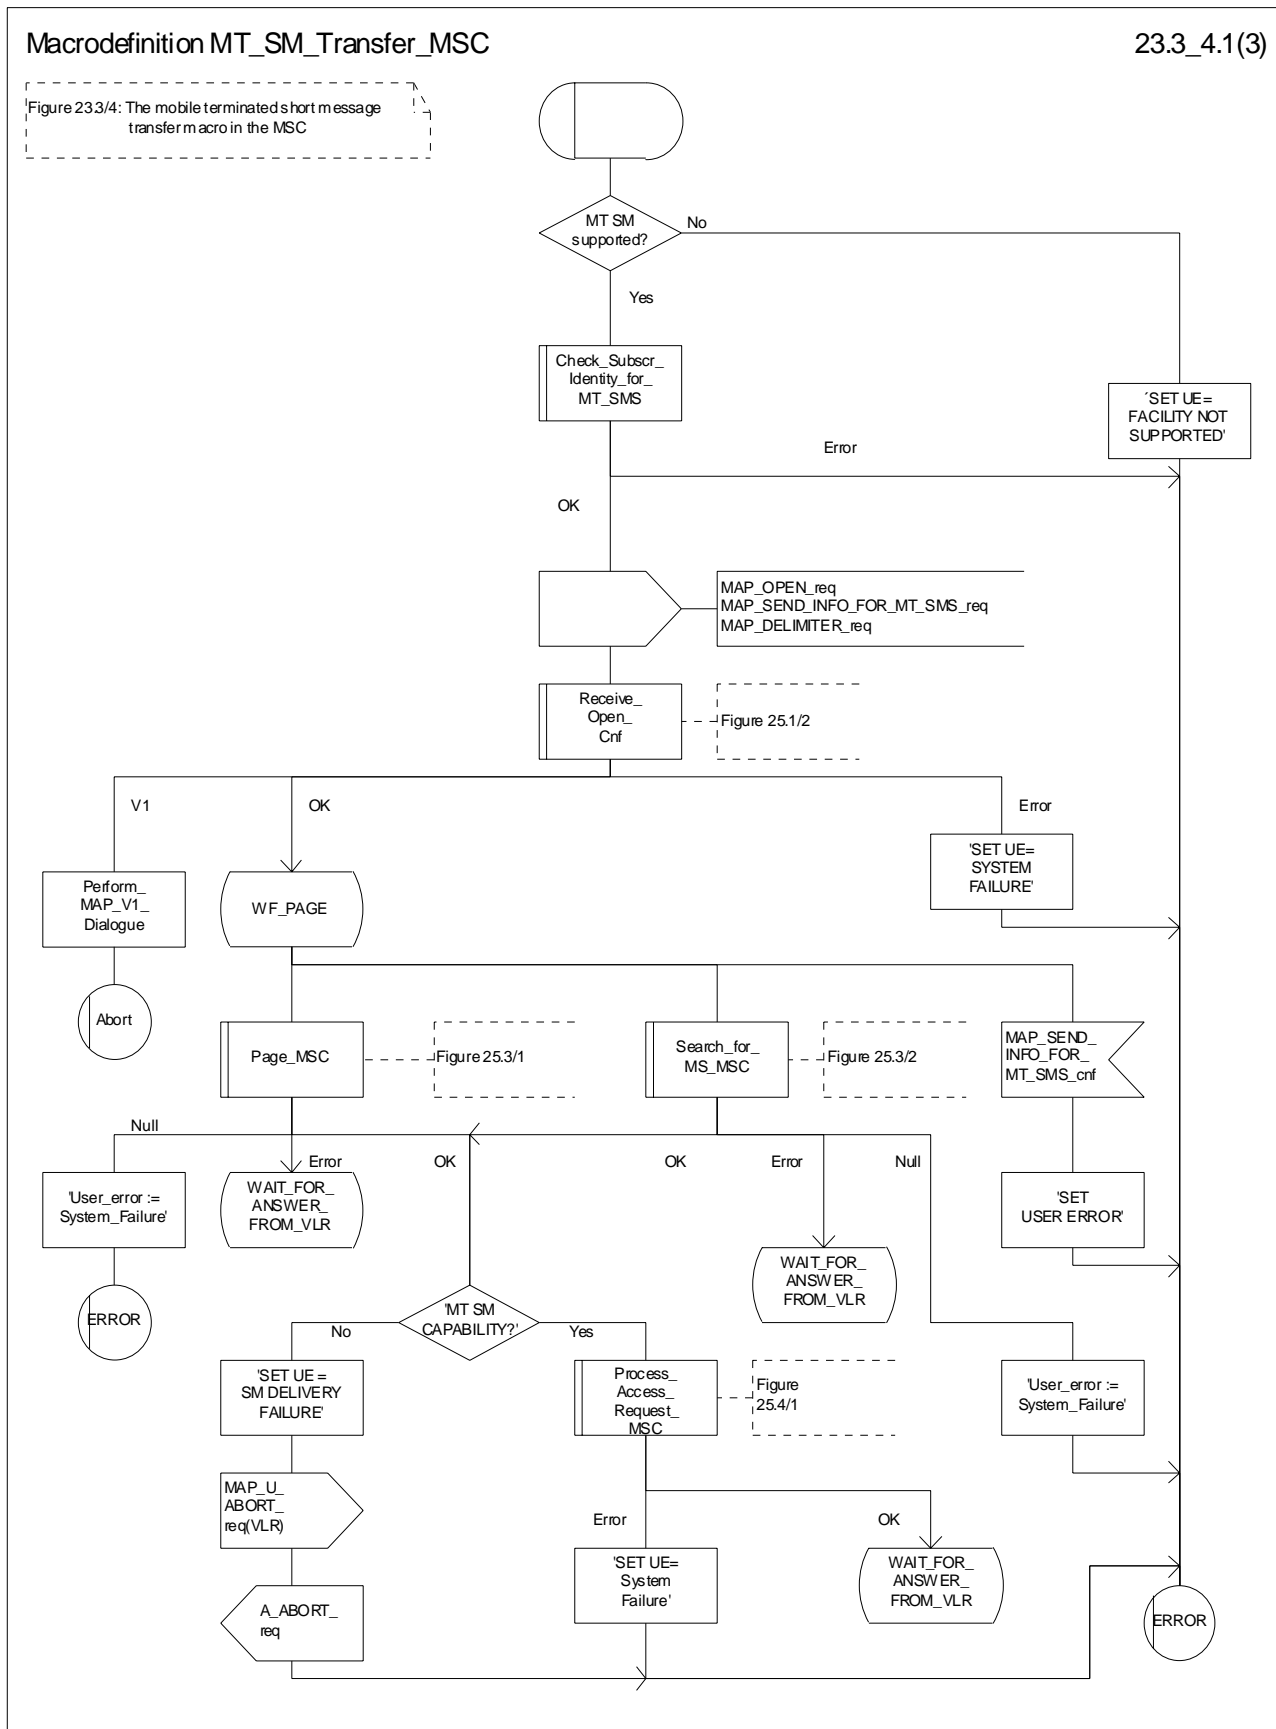 Macrodefinition MT_SM_Transfer_MSC
23.3_4.1(3)
Figure 23.3/4: The mobile terminated short message
transfer macro in the MSC
MT SM
supported?
No
Yes
Check_Subscr_
Identity_for_
MT_SMS
´SET UE=
FACILITY NOT
SUPPORTED'
Error
OK
MAP_OPEN_req
MAP_SEND_INFO_FOR_MT_SMS_req
MAP_DELIMITER_req
Receive_
Open_
Cnf
Figure 25.1/2
V1
OK
Error
Perform_
MAP_V1_
Dialogue
WF_PAGE
'SET UE=
SYSTEM
FAILURE'
Abort
Page_MSC
Figure 25.3/1
Search_for_
MS_MSC
Figure 25.3/2
MAP_SEND_
INFO_FOR_
MT_SMS_cnf
Null
Error
OK
OK
Error
Null
'User_error :=
System_Failure'
WAIT_FOR_
ANSWER_
FROM_VLR
'SET
USER ERROR'
WAIT_FOR_
ANSWER_
FROM_VLR
ERROR
'MT SM
CAPABILITY?'
No
Yes
'SET UE =
SM DELIVERY
FAILURE'
Process_
Access_
Request_
MSC
Figure
25.4/1
'User_error :=
System_Failure'
MAP_U_
ABORT_
req(VLR)
Error
OK
'SET UE=
System
Failure'
WAIT_FOR_
ANSWER_
FROM_VLR
A_ABORT_
req
ERROR